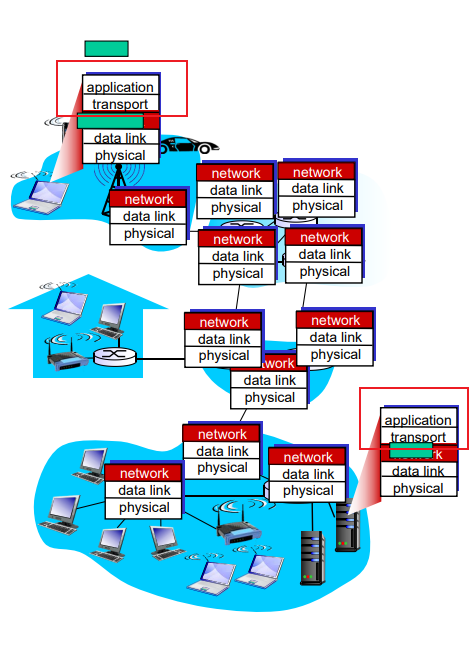 application
transport
data link
physical
network
data link
physical
network
data link
physical
network
data link
physical
network
data link
physical
network
data link
physical
network
data link
physical
network
data link
physical
data link
physical
application
transport
data link
physical
network
data link
physical
network
data link
physical
network
data link
physical